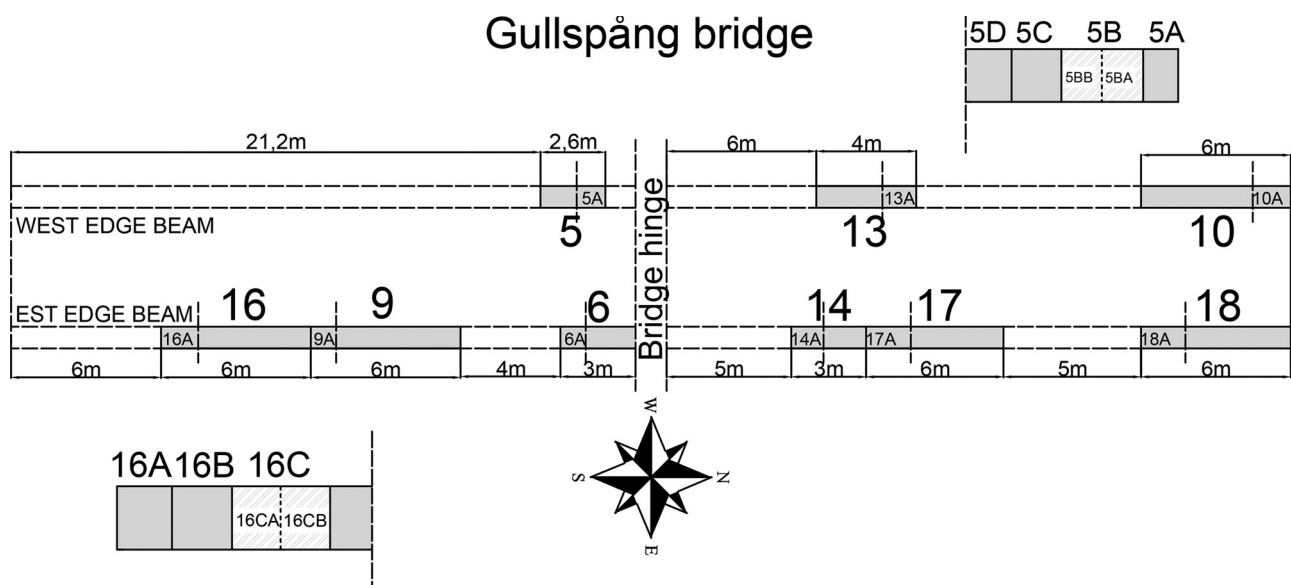 Gullspång bridge
5D 5C 5B 5A
5BB 5BA
21,2m 2,6m 6m 4m 6m
5A 13A 10A
WEST EDGE BEAM
5 13 10
Bridge hinge
EST EDGE BEAM
16 9 6 14 17 18
16A 9A 6A 14A 17A 18A
6m 6m 6m 4m 3m 5m 3m 6m 5m 6m
W
S N
E
16A 16B 16C
16CA 16CB